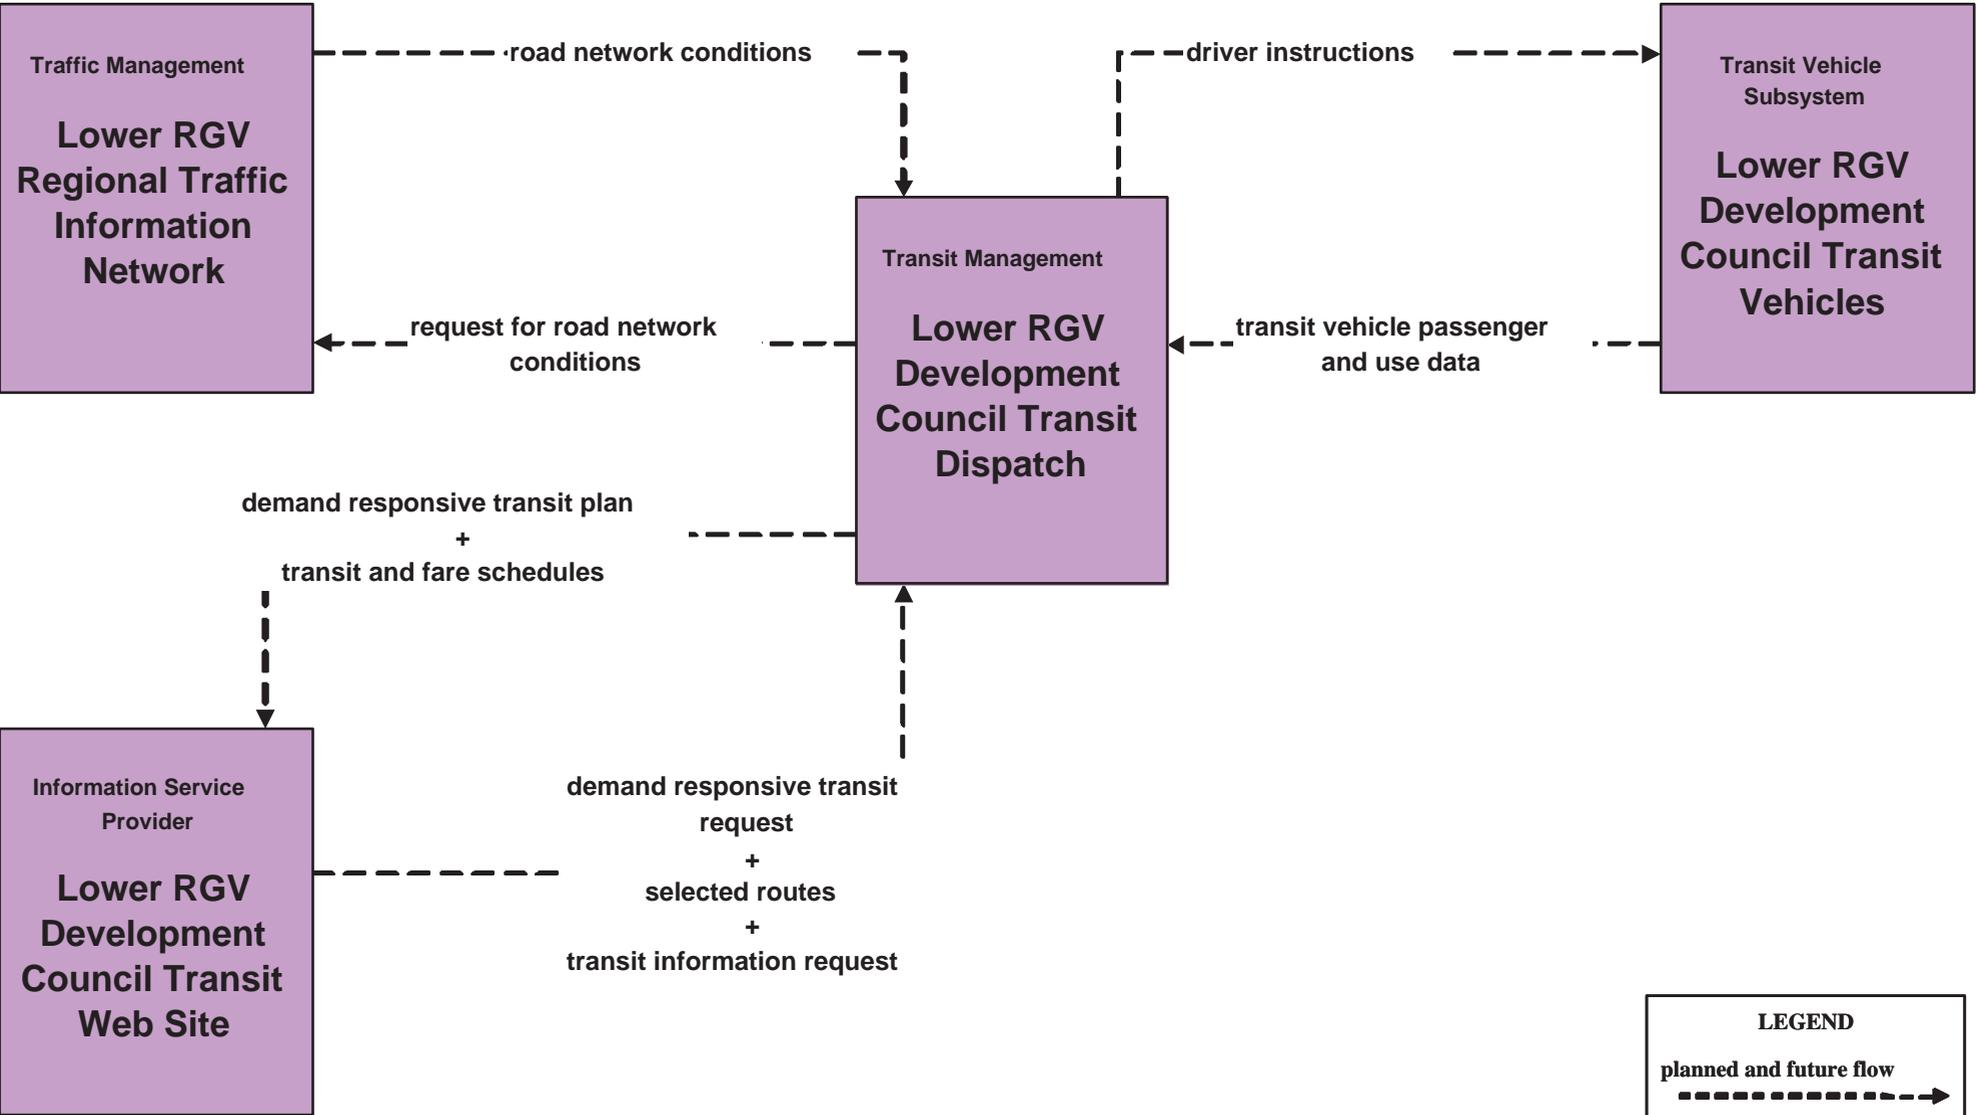 Traffic Management
Lower RGV
Regional Traffic
Information
Network
road network conditions
driver instructions
Transit Vehicle
Subsystem
Lower RGV
Development
Council Transit
Vehicles
Transit Management
Lower RGV
Development
Council Transit
Dispatch
request for road network
conditions
transit vehicle passenger
and use data
demand responsive transit plan
+
transit and fare schedules
Information Service
Provider
Lower RGV
Development
Council Transit
Web Site
demand responsive transit
request
+
selected routes
+
transit information request
LEGEND
planned and future flow